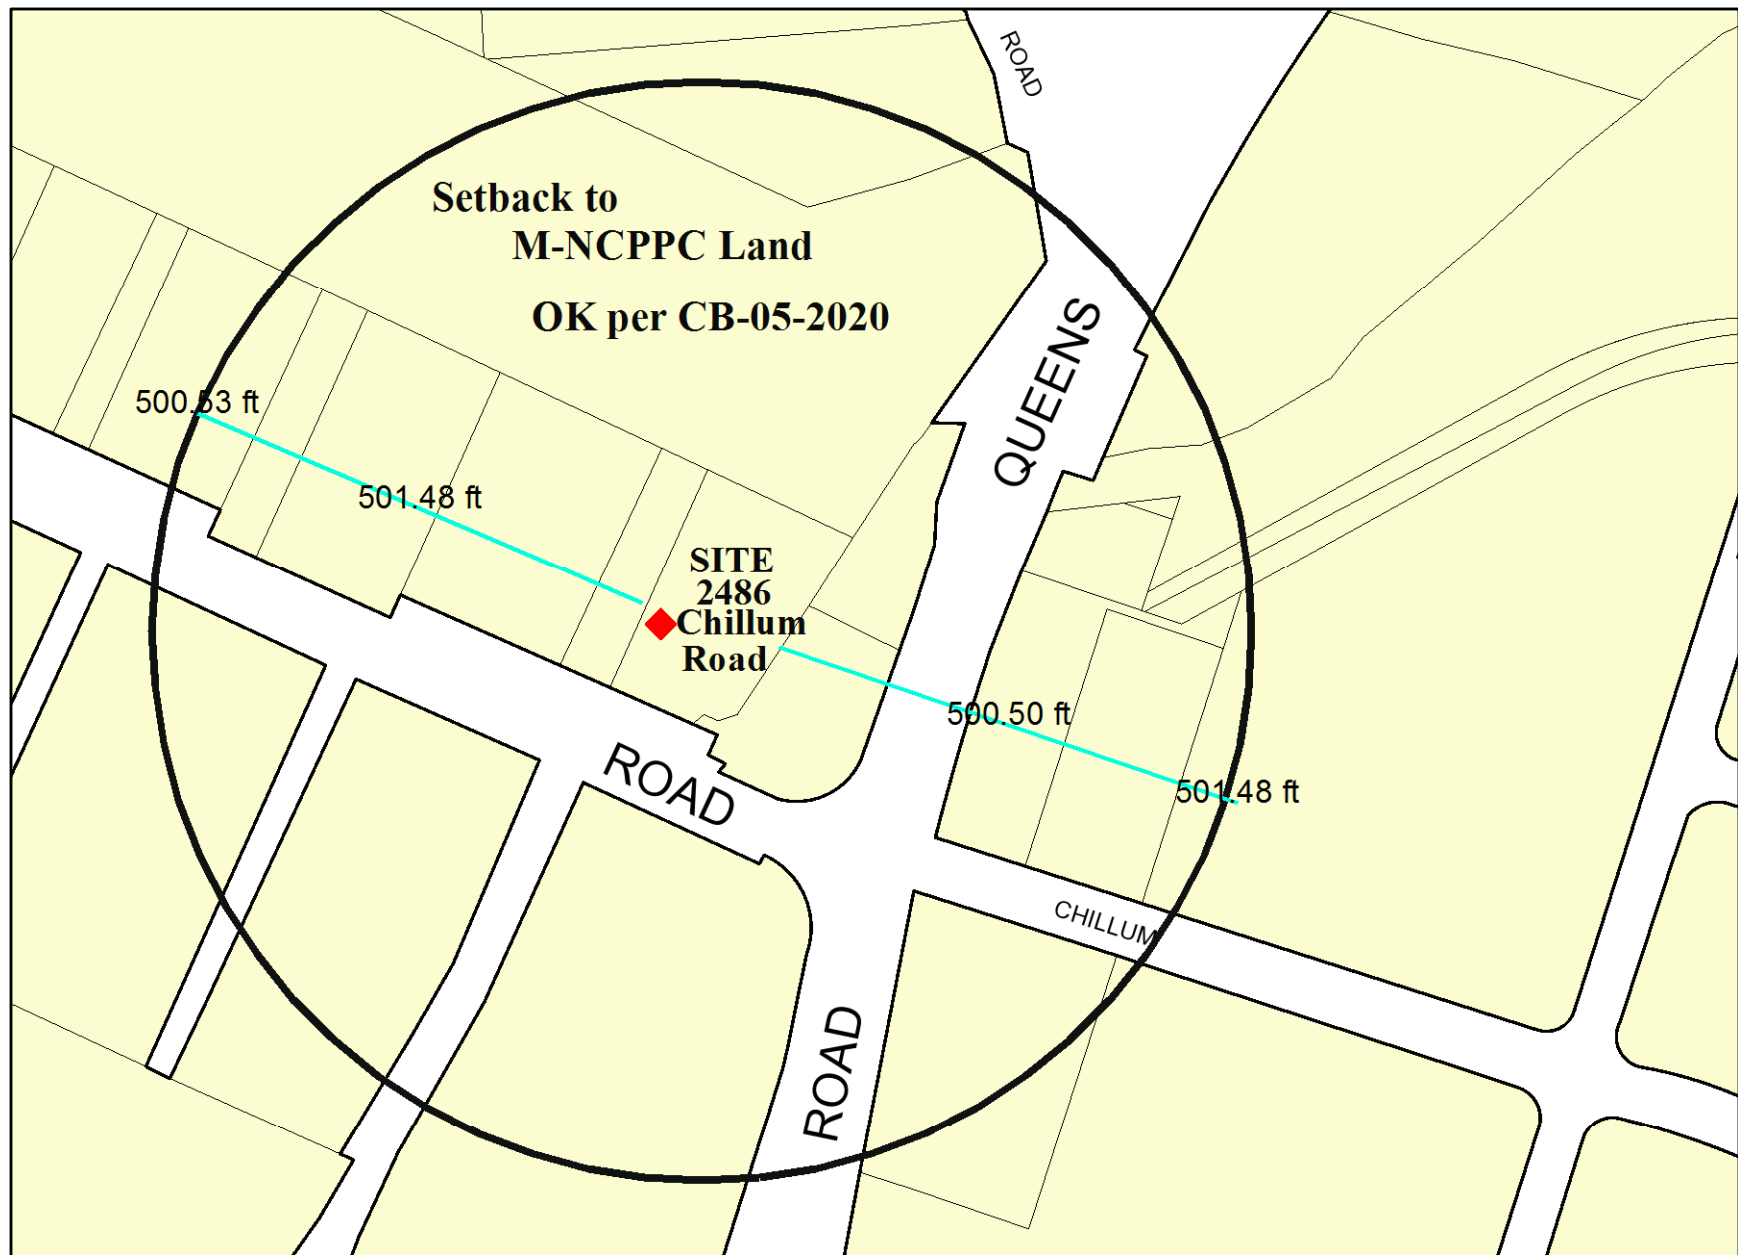 ROAD
Setback to
M-NCPPC Land
OK per CB-05-2020
QUEENS
500.53 ft
501.48 ft
SITE
2486
Chillum
Road
500.50 ft
501.48 ft
ROAD
CHILLUM
ROAD